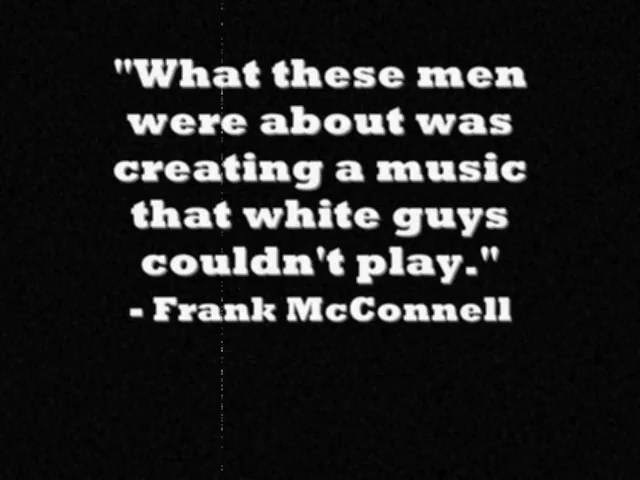 "What these men
were about was
creating a music
that white guys
couldn't play."
- Frank McConnell